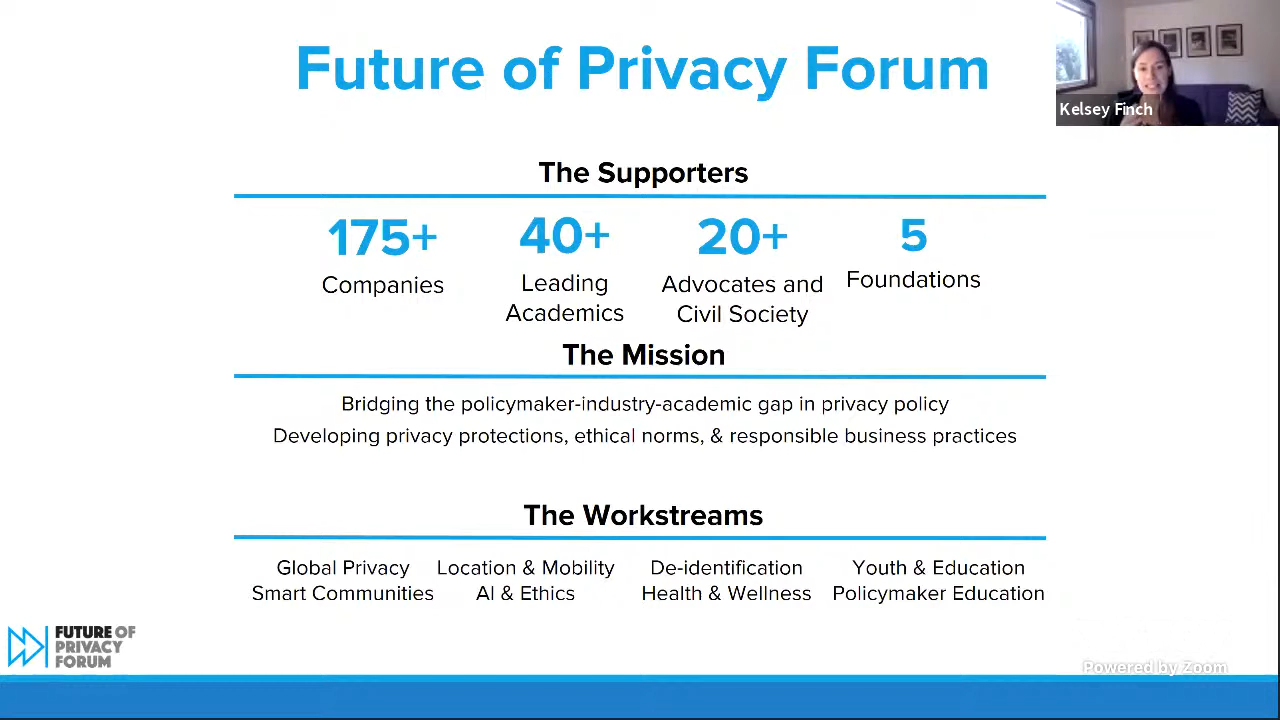 Future of Privacy Forum
Kelsey Finch
The Supporters
175+
40+
20+
5
Companies
Leading
Academics
Advocates and
Civil Society
Foundations
The Mission
Bridging the policymaker-industry-academic gap in privacy policy
Developing privacy protections, ethical norms, & responsible business practices
The Workstreams
Global Privacy
Location & Mobility
De-identification
Youth & Education
Smart Communities
AI & Ethics
Health & Wellness
Policymaker Education
FUTURE OF
PRIVACY
FORUM
Powered by Zoom